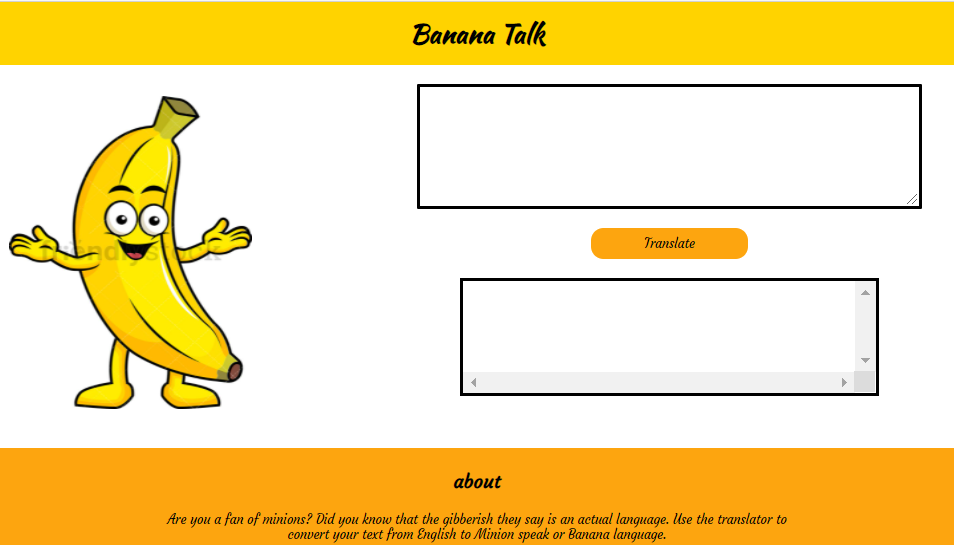 Banana Talk
friendlystock
Translate
about
Are you a fan of minions? Did you know that the gibberish they say is an actual language. Use the translator to
convert your text from English to Minion speak or Banana language.